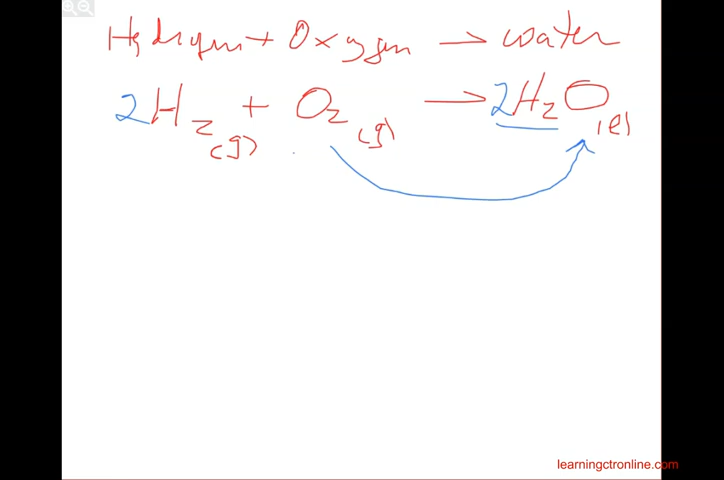 Hydrogen + Oxygen → water
2H₂(g) + O₂(g) → 2H₂O(l)
learningctronline.com